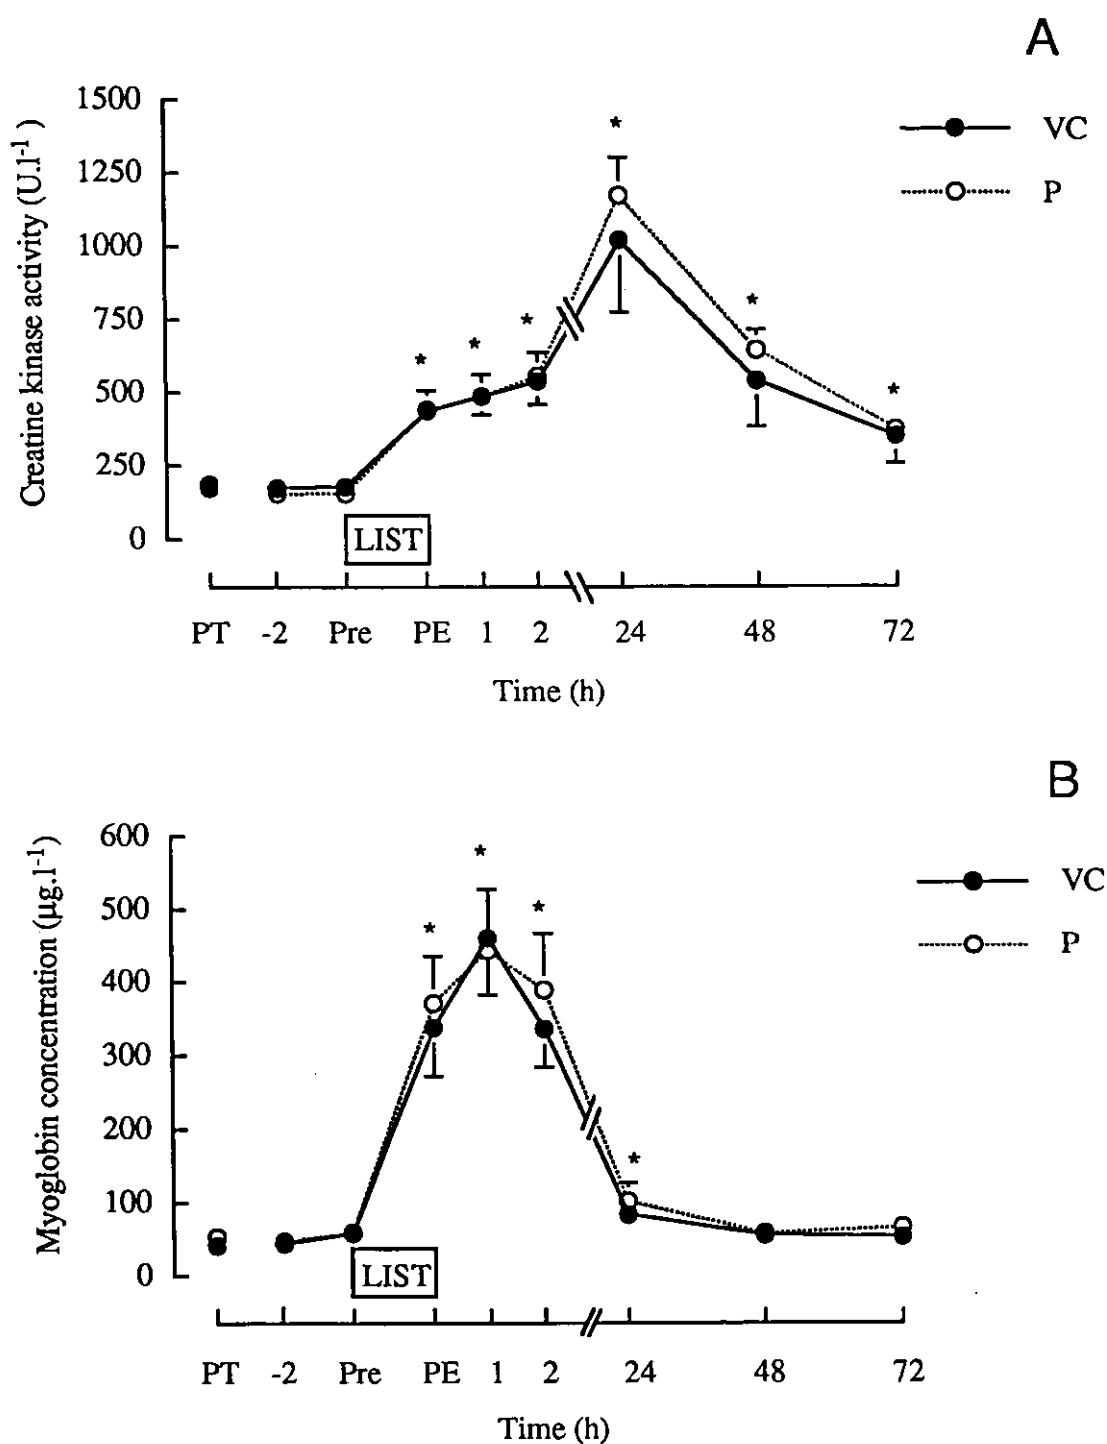 A
1500
1250
1000
750
500
250
0
Creatine kinase activity (U.l⁻¹)
VC
P
*
*
*
*
*
*
*
LIST
PT -2 Pre PE 1 2 24 48 72
Time (h)
B
600
500
400
300
200
100
0
Myoglobin concentration (µg.l⁻¹)
VC
P
*
*
*
*
LIST
PT -2 Pre PE 1 2 24 48 72
Time (h)